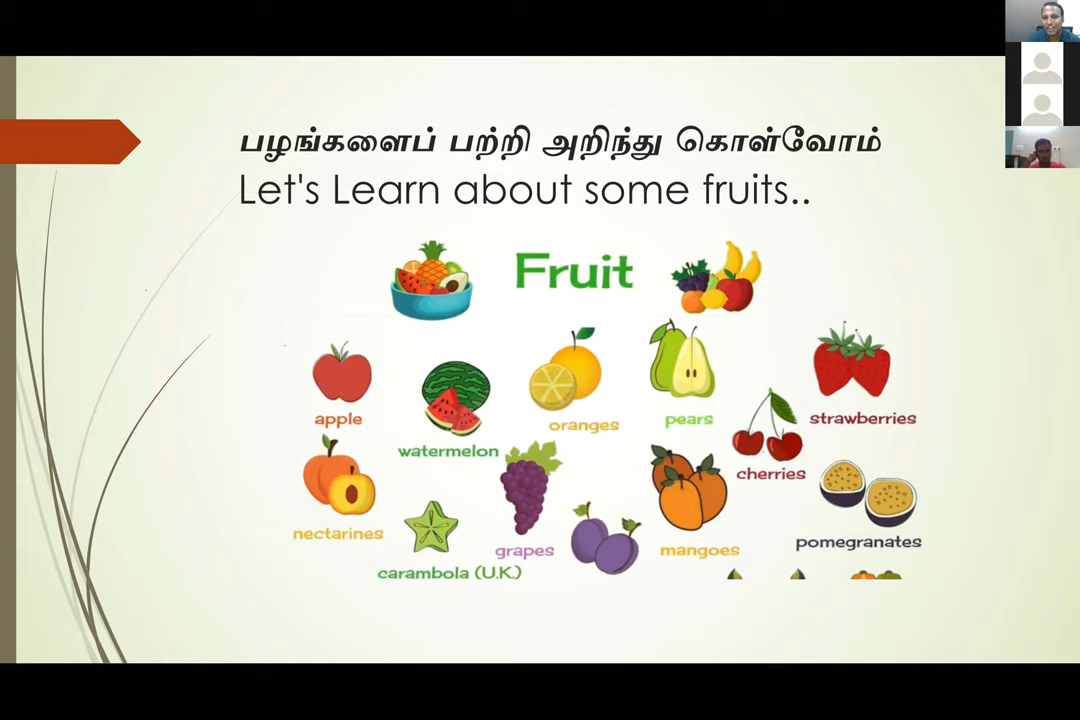 பழங்களைப் பற்றி அறிந்து கொள்வோம்
Let's Learn about some fruits..
Fruit
apple
watermelon
oranges
pears
strawberries
cherries
nectarines
carambola (U.K.)
grapes
mangoes
pomegranates